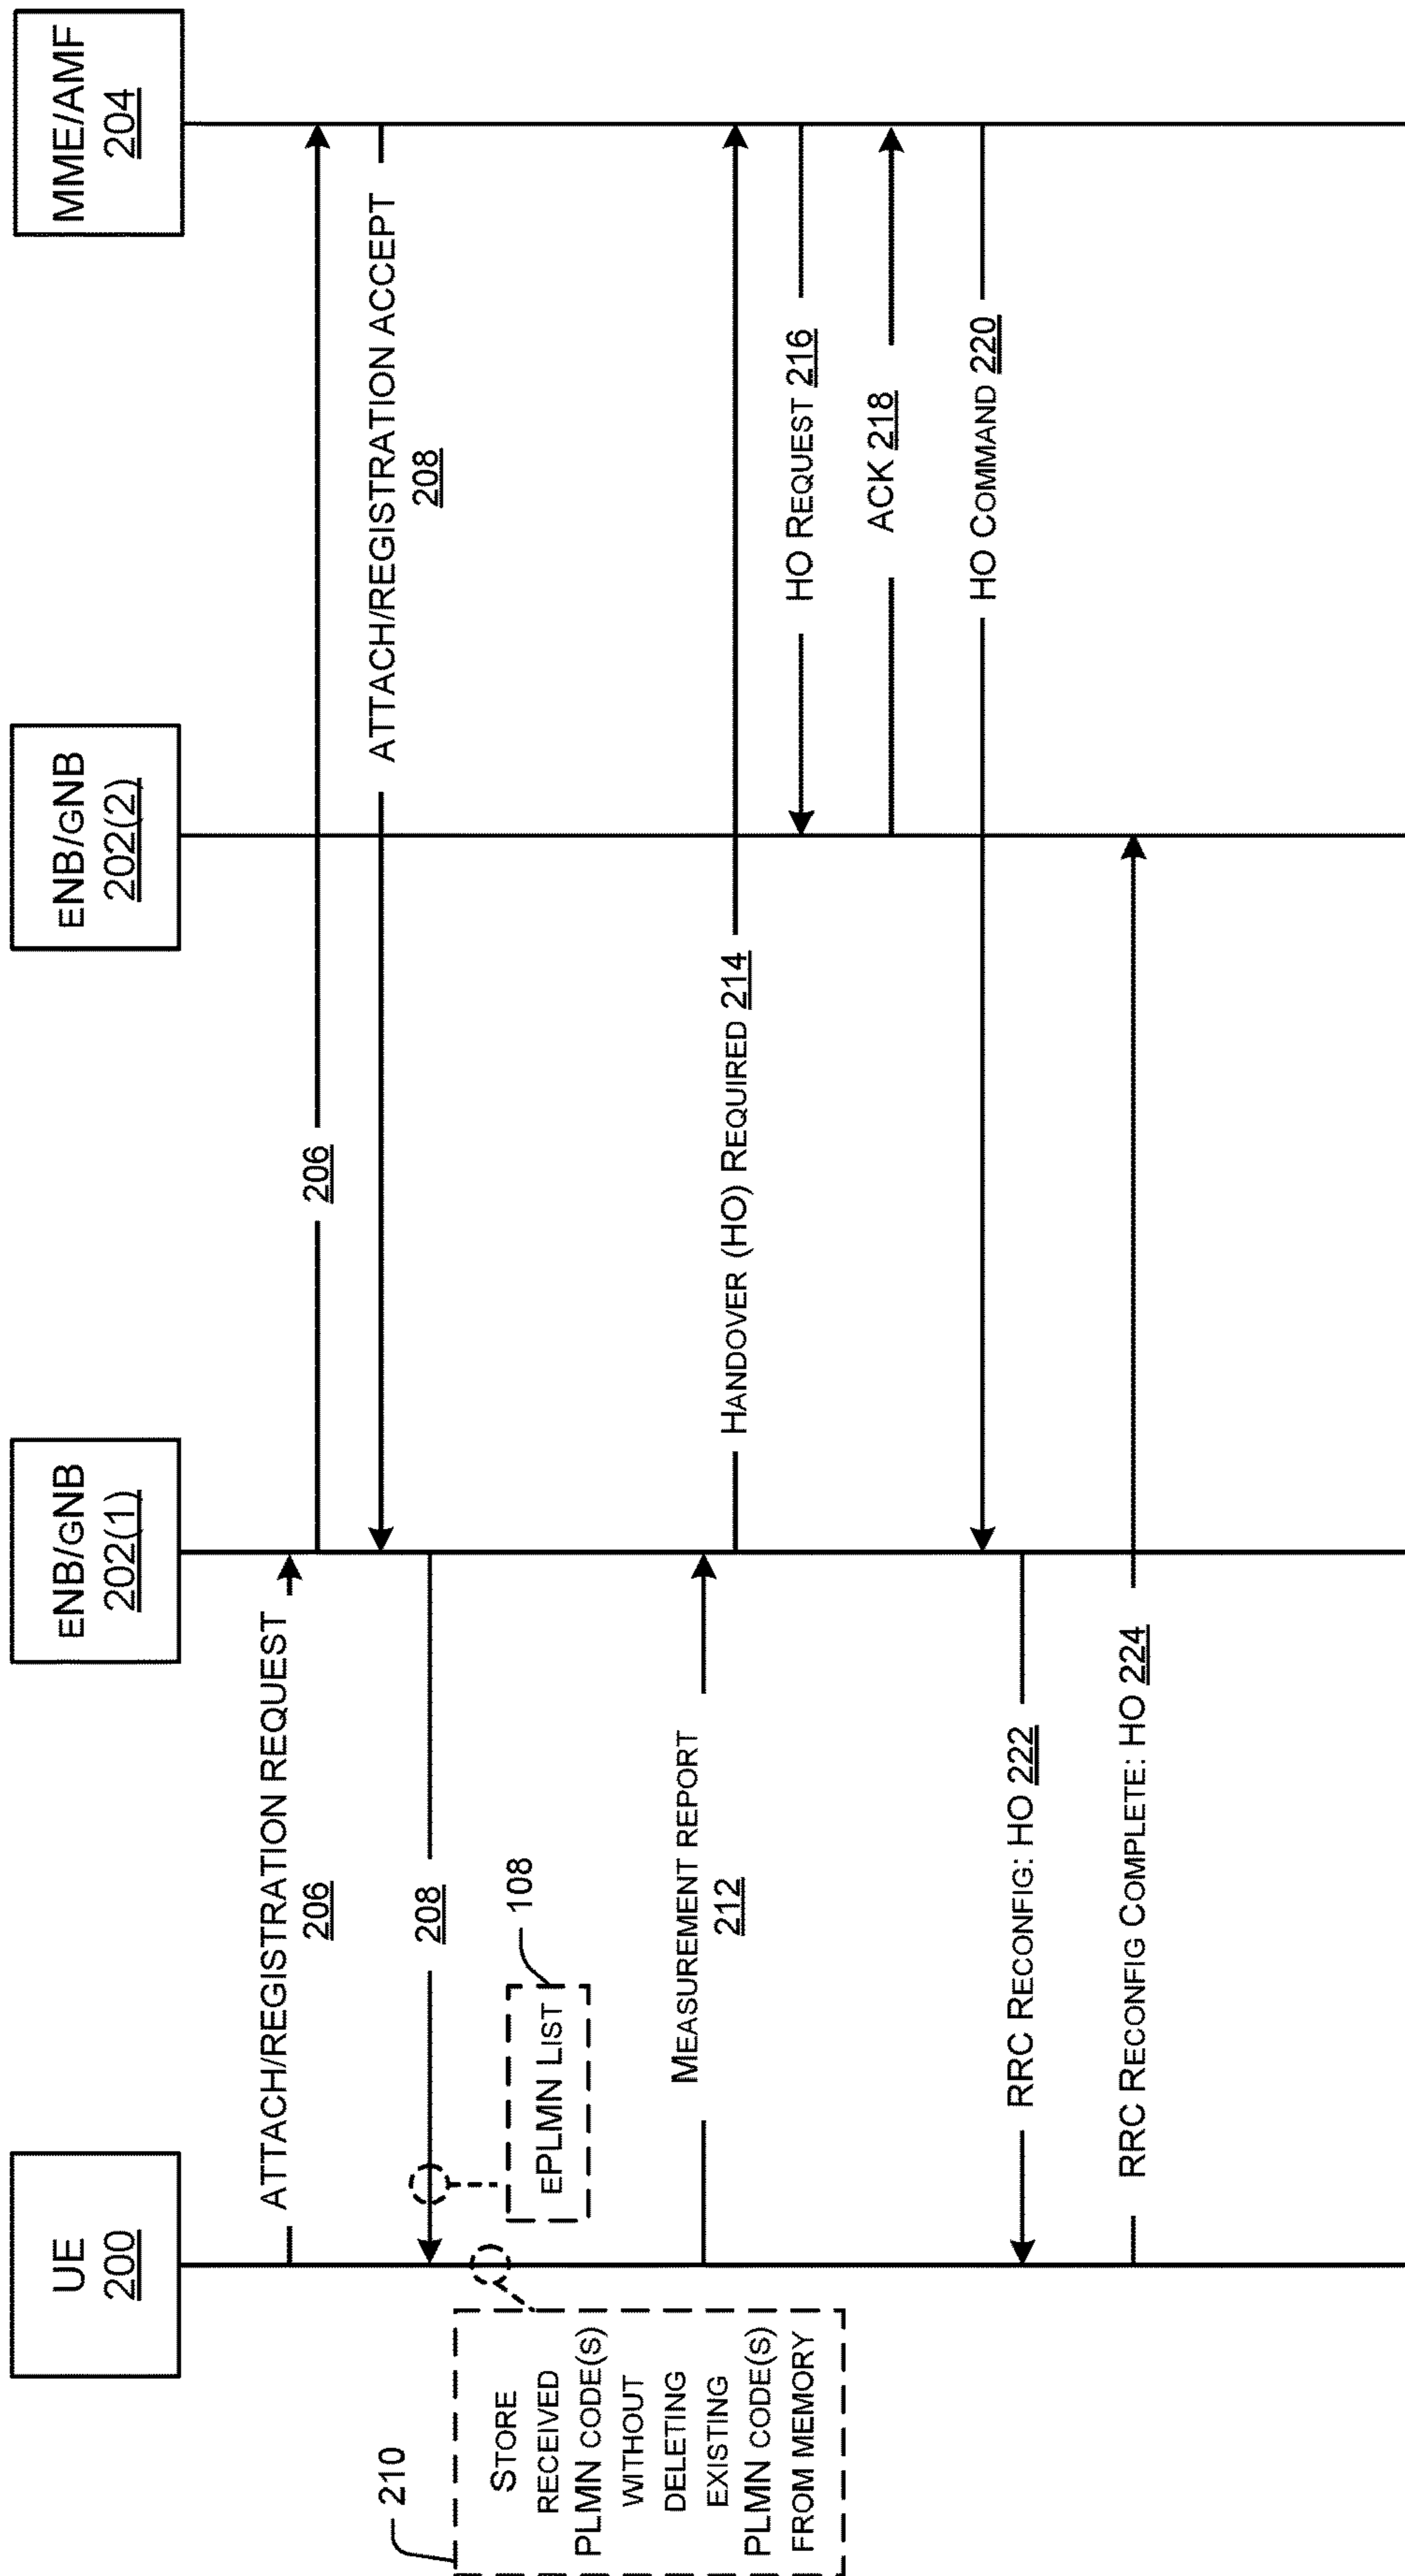 UE
200
ENB/GNB
202(1)
ENB/GNB
202(2)
MME/AMF
204
ATTACH/REGISTRATION REQUEST
206
206
ATTACH/REGISTRATION ACCEPT
208
208
EPLMN LIST
108
210
STORE
RECEIVED
PLMN CODE(S)
WITHOUT
DELETING
EXISTING
PLMN CODE(S)
FROM MEMORY
MEASUREMENT REPORT
212
HANDOVER (HO) REQUIRED 214
HO REQUEST 216
ACK 218
HO COMMAND 220
RRC RECONFIG: HO 222
RRC RECONFIG COMPLETE: HO 224